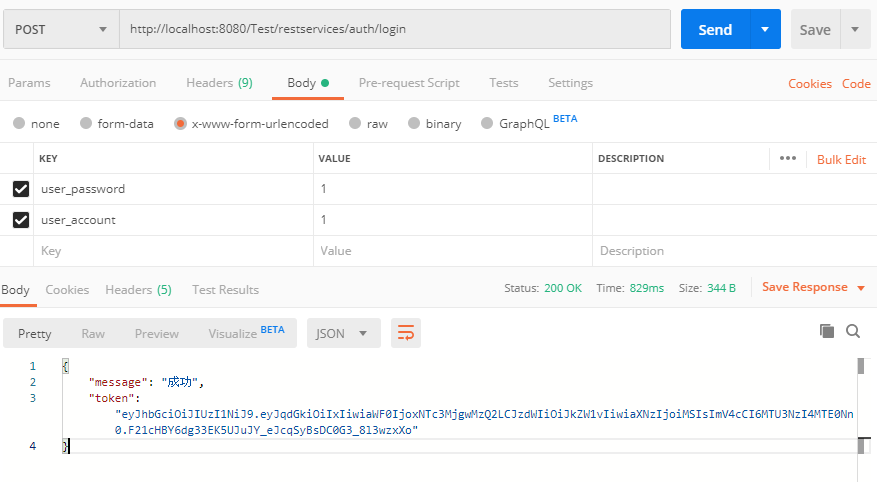 POST http://localhost:8080/Test/restservices/auth/login Send Save
Params Authorization Headers (9) Body Pre-request Script Tests Settings Cookies Code
none form-data x-www-form-urlencoded raw binary GraphQL BETA
KEY VALUE DESCRIPTION ••• Bulk Edit
user_password 1
user_account 1
Key Value Description
Body Cookies Headers (5) Test Results Status: 200 OK Time: 829ms Size: 344 B Save Response
Pretty Raw Preview Visualize BETA JSON
1 {
2 "message": "成功",
3 "token":
"eyJhbGciOiJIUzI1NiJ9.eyJqdGkiOiIxIiwiaWF0IjoxNTc3MjgwMzQ2LCJzdWIiOiJkZW1vIiwiaXNzIjoiMSIsImV4cCI6MTU3NzI4MTE0Nn
0.F21cHBY6dg33EK5UJuJY_eJcqSyBsDC0G3_8l3wzxXo"
4 }